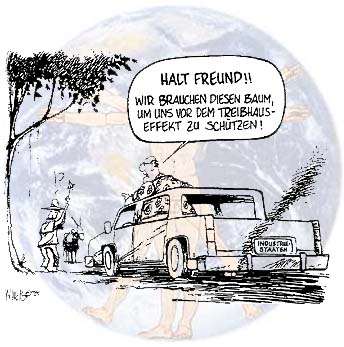 HALT FREUND!!
WIR BRAUCHEN DIESEN BAUM,
UM UNS VOR DEM TREIBHAUS-
EFFEKT ZU SCHÜTZEN!
INDUSTRIE-
STAATEN